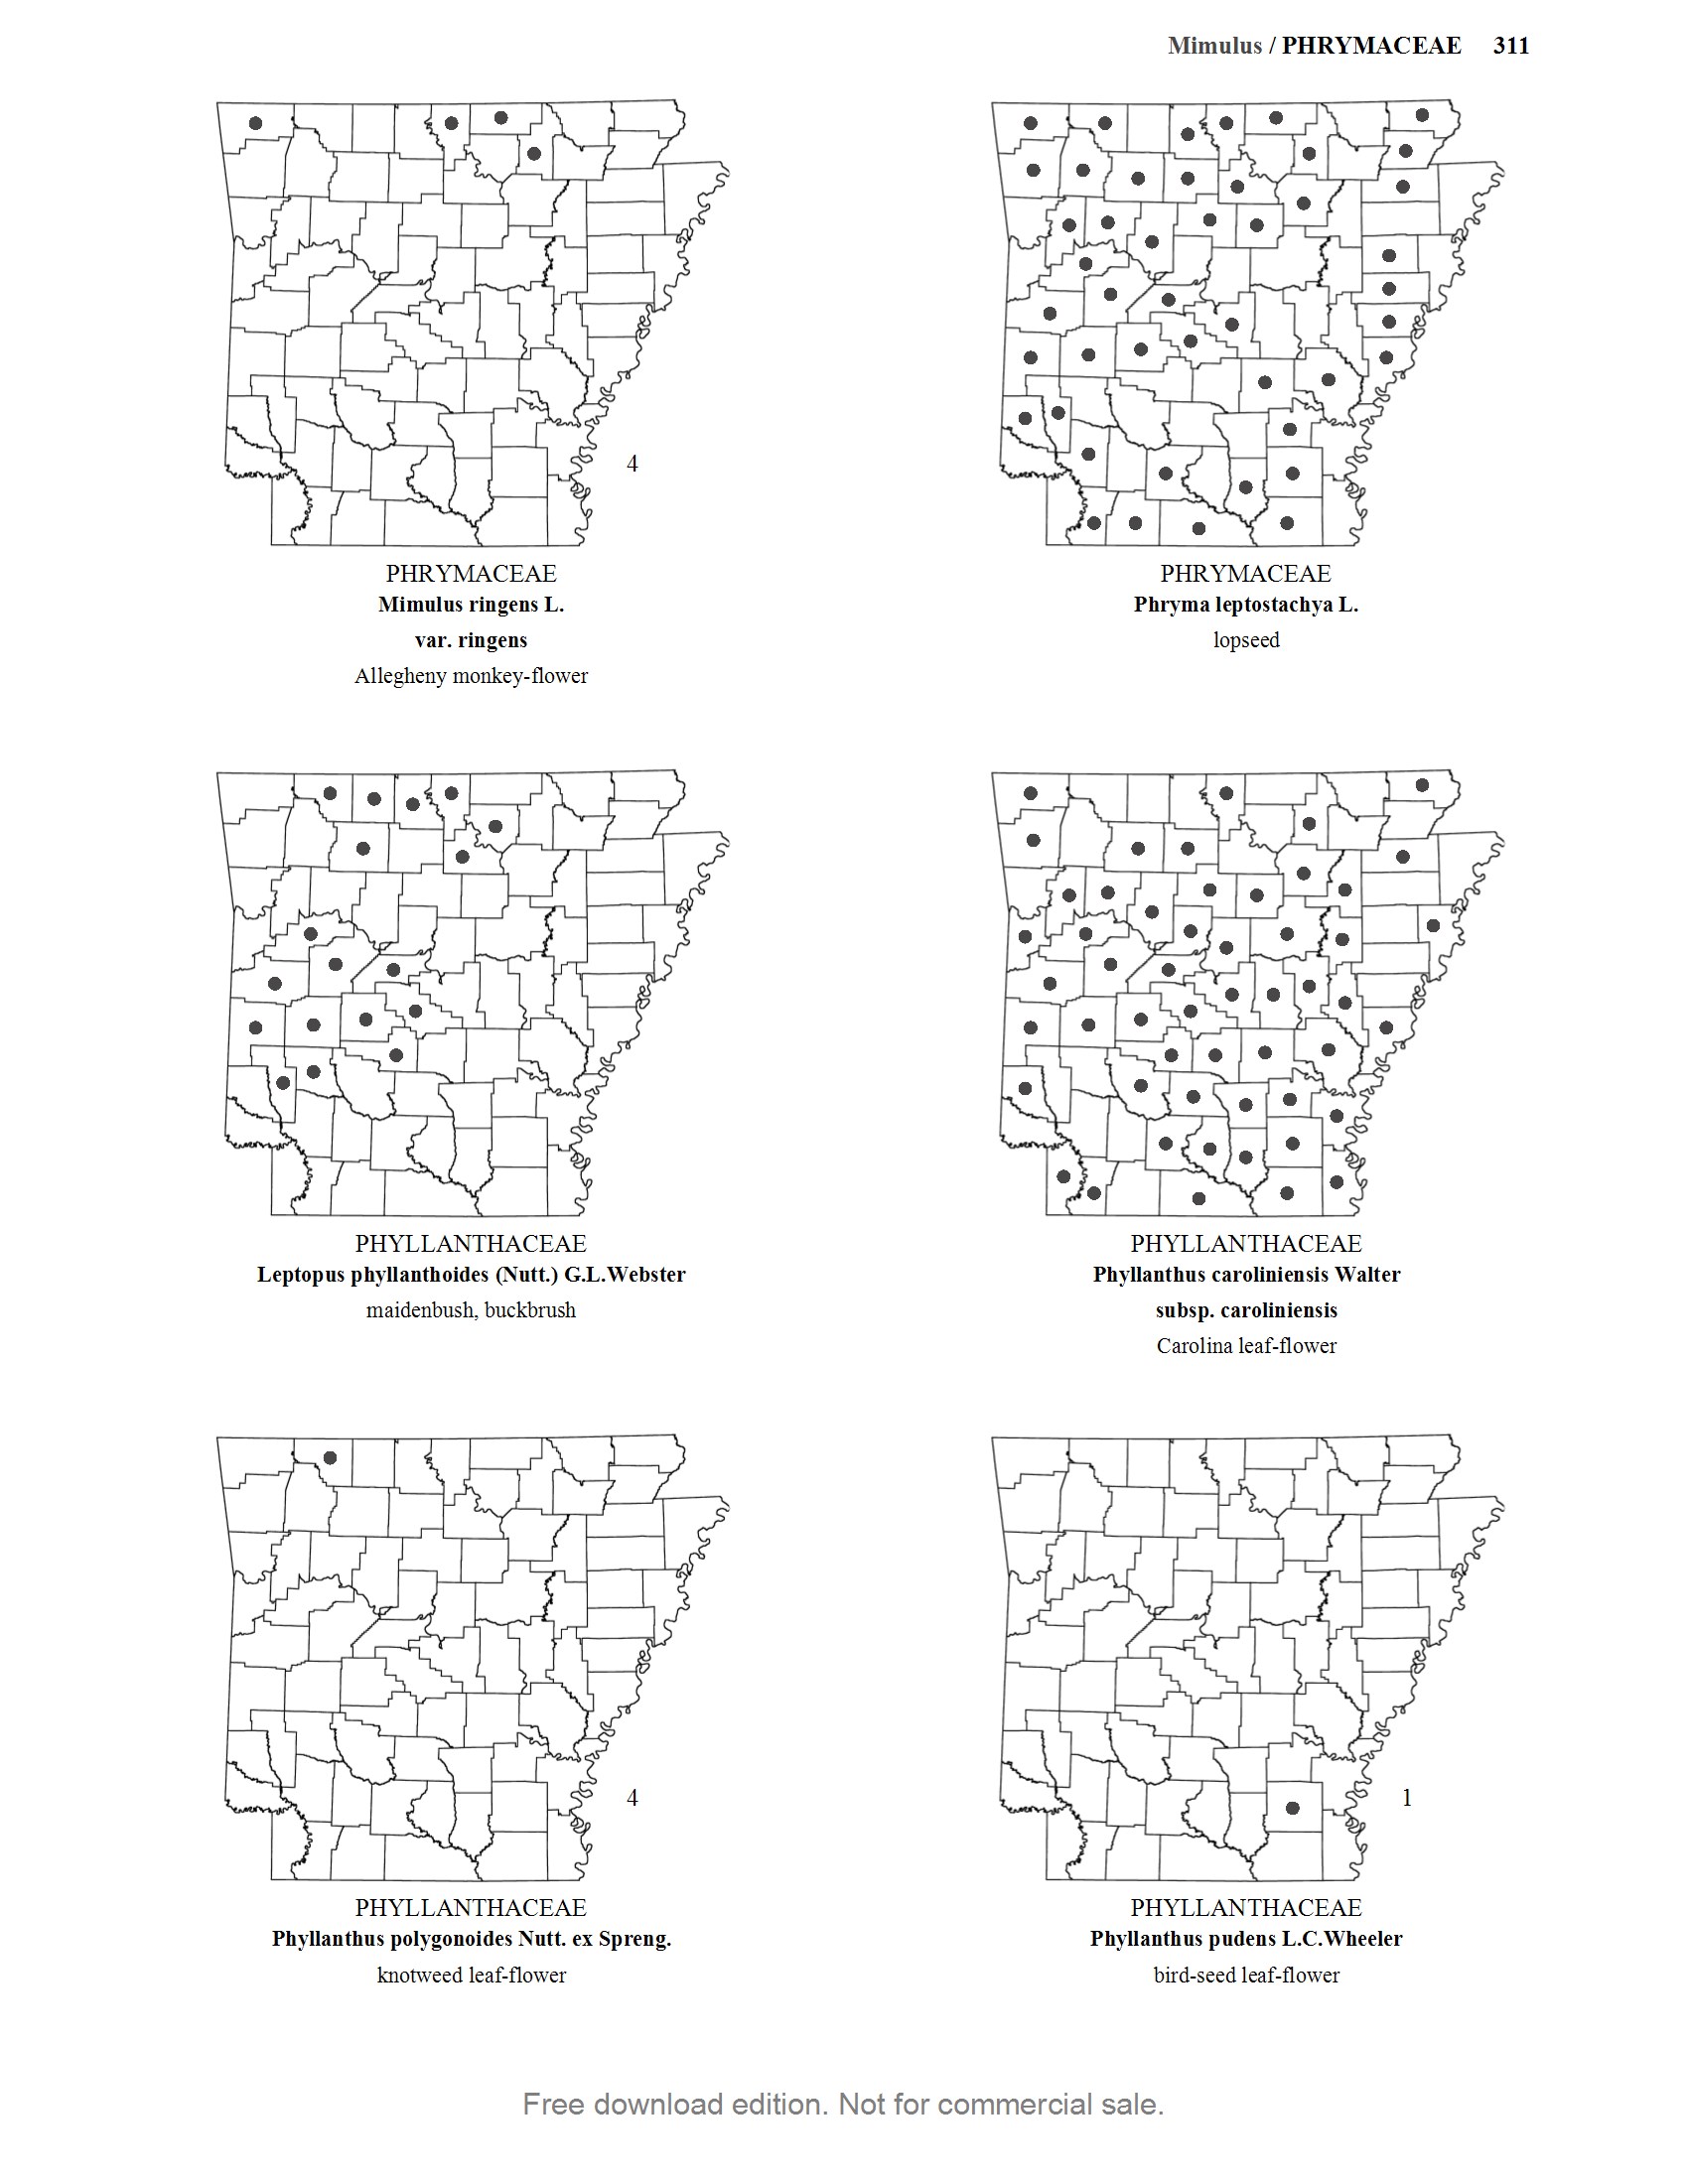 Mimulus / PHRYMACEAE 311
4
PHRYMACEAE
Mimulus ringens L.
var. ringens
Allegheny monkey-flower
PHRYMACEAE
Phryma leptostachya L.
lopseed
PHYLLANTHACEAE
Leptopus phyllanthoides (Nutt.) G.L.Webster
maidenbush, buckbrush
PHYLLANTHACEAE
Phyllanthus caroliniensis Walter
subsp. caroliniensis
Carolina leaf-flower
4
PHYLLANTHACEAE
Phyllanthus polygonoides Nutt. ex Spreng.
knotweed leaf-flower
1
PHYLLANTHACEAE
Phyllanthus pudens L.C.Wheeler
bird-seed leaf-flower
Free download edition. Not for commercial sale.